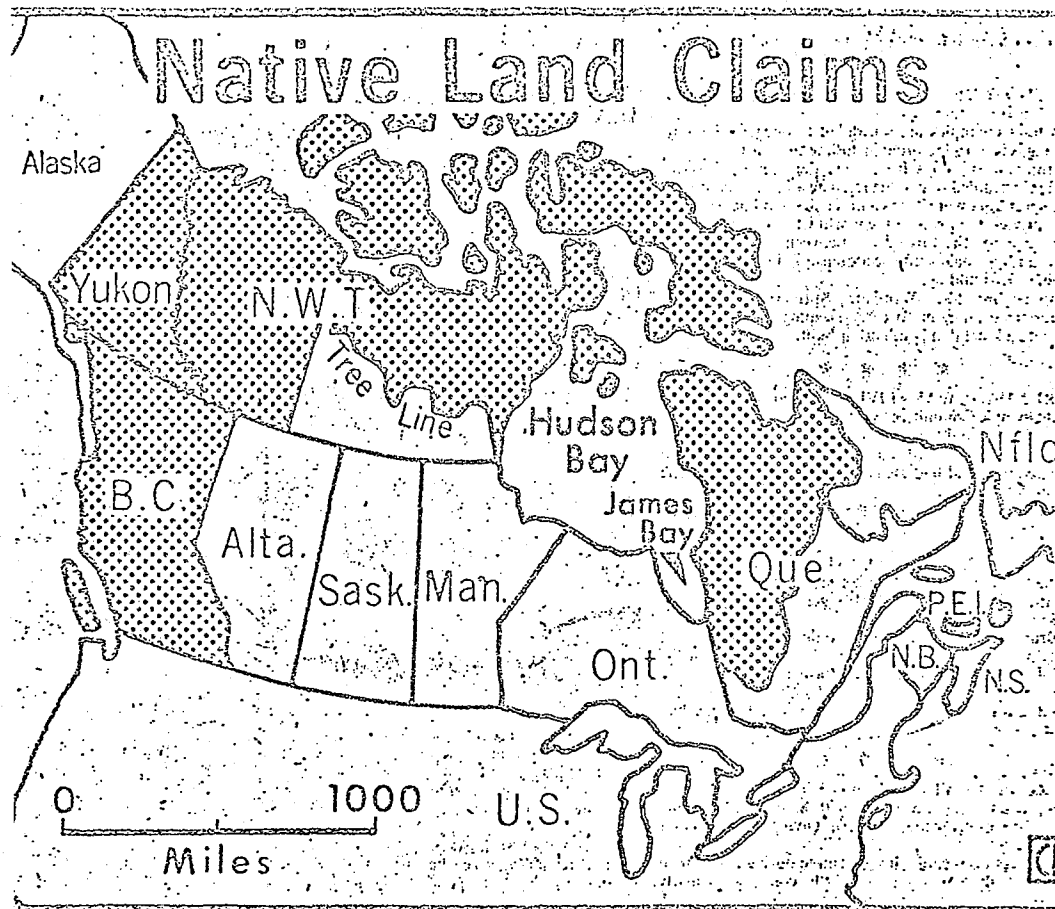 Native Land Claims
Alaska
Yukon
N.W.T
Tree
Line
Hudson
Bay
James
Bay
Nfld
B.C
Alta.
Sask.
Man.
Ont.
Que
P.E.I.
N.B.
N.S.
0
1000
Miles
U.S.